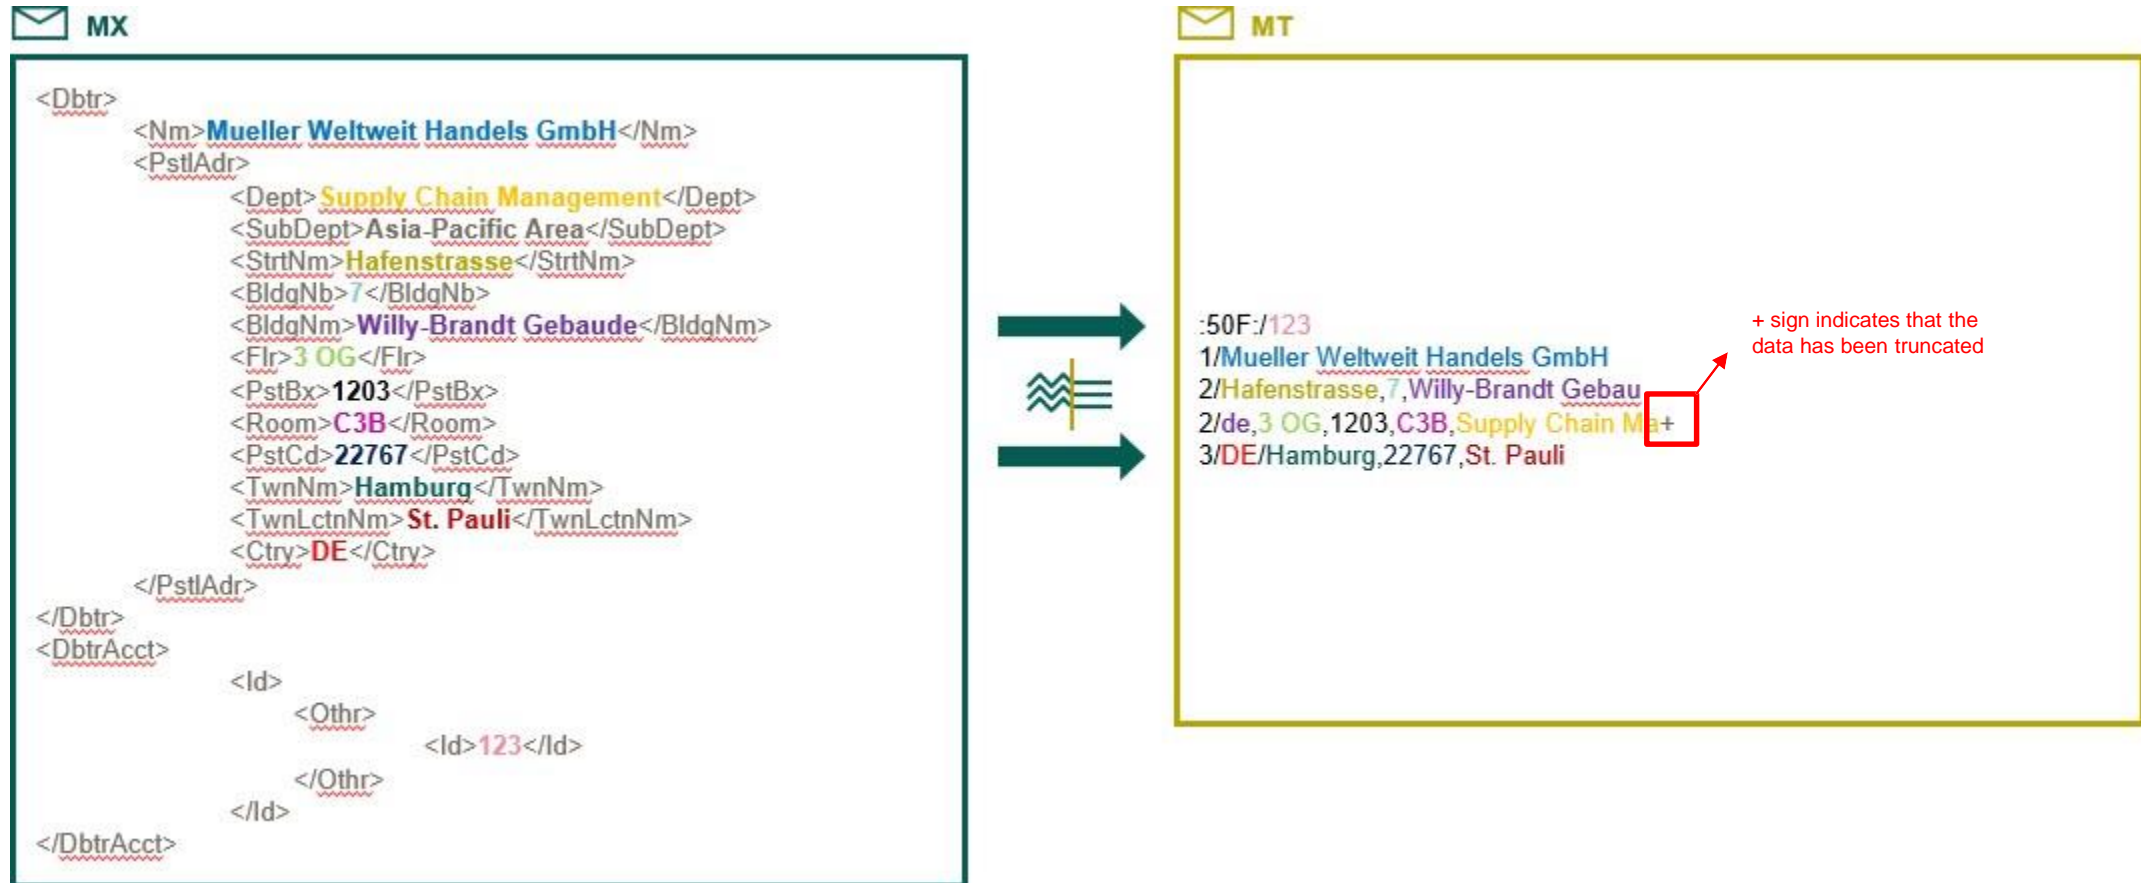 MX
<Dbtr>
<Nm>Mueller Weltweit Handels GmbH</Nm>
<PstlAdr>
<Dept>Supply Chain Management</Dept>
<SubDept>Asia-Pacific Area</SubDept>
<StrtNm>Hafenstrasse</StrtNm>
<BldgNb>7</BldgNb>
<BldgNm>Willy-Brandt Gebaude</BldgNm>
<Flr>3 OG</Flr>
<PstBx>1203</PstBx>
<Room>C3B</Room>
<PstCd>22767</PstCd>
<TwnNm>Hamburg</TwnNm>
<TwnLctnNm>St. Pauli</TwnLctnNm>
<Ctry>DE</Ctry>
</PstlAdr>
</Dbtr>
<DbtrAcct>
<Id>
<Othr>
<Id>123</Id>
</Othr>
</Id>
</DbtrAcct>
MT
:50F:/123
1/Mueller Weltweit Handels GmbH
2/Hafenstrasse,7,Willy-Brandt Gebau
2/de,3 OG,1203,C3B,Supply Chain Ma+
3/DE/Hamburg,22767,St. Pauli
+ sign indicates that the
data has been truncated